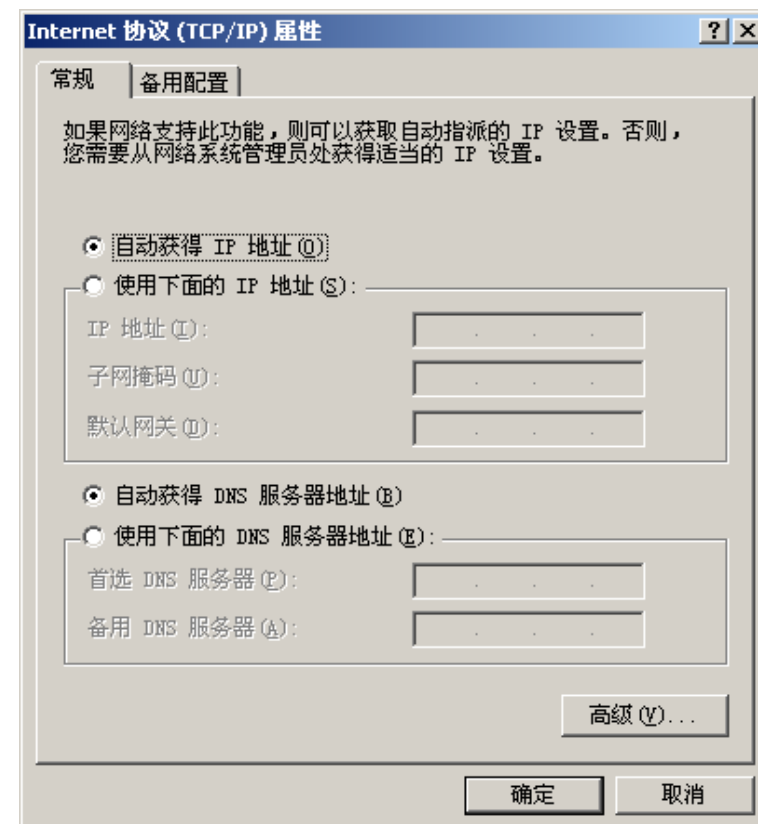 Internet 协议 (TCP/IP) 属性
常规 备用配置
如果网络支持此功能，则可以获取自动指派的 IP 设置。否则，
您需要从网络系统管理员处获得适当的 IP 设置。
自动获得 IP 地址(O)
使用下面的 IP 地址(S):
IP 地址(I):
子网掩码(U):
默认网关(D):
自动获得 DNS 服务器地址(B)
使用下面的 DNS 服务器地址(E):
首选 DNS 服务器(P):
备用 DNS 服务器(A):
高级(V)...
确定 取消